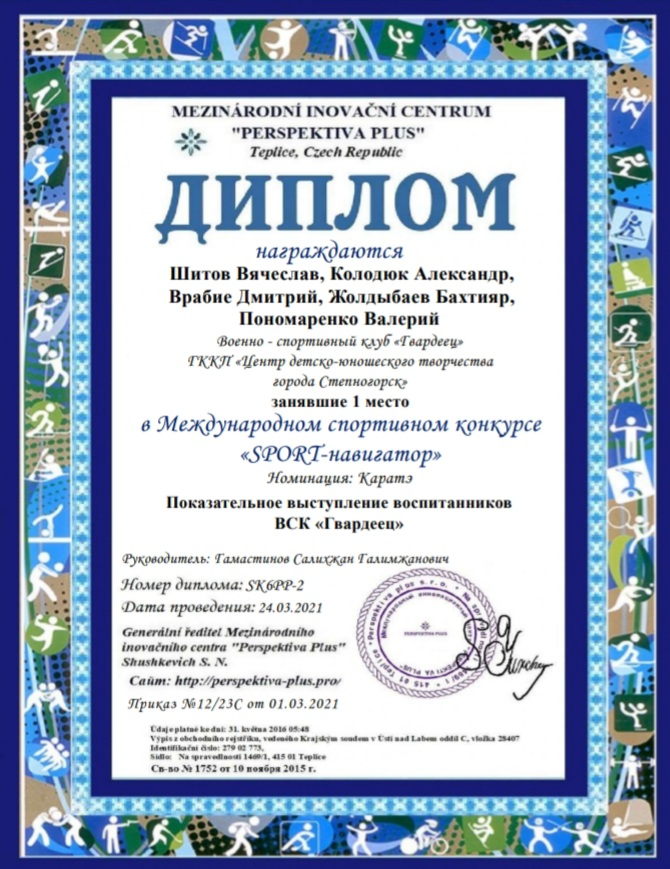 MEZINÁRODNÍ INOVAČNÍ CENTRUM
"PERSPEKTIVA PLUS"
Teplice, Czech Republic
ДИПЛОМ
награждаются
Шитов Вячеслав, Колодюк Александр,
Врабие Дмитрий, Жолдыбаев Бахтияр,
Пономаренко Валерий
Военно - спортивный клуб «Гвардеец»
ГККП «Центр детско-юношеского творчества
города Степногорск»
занявшие 1 место
в Международном спортивном конкурсе
«SPORT-навигатор»
Номинация: Каратэ
Показательное выступление воспитанников
ВСК «Гвардеец»
Руководитель: Гамастинов Салихжан Галимжанович
Номер диплома: SK6PP-2
Дата проведения: 24.03.2021
Generální ředitel Mezinárodního
inovačního centra "Perspektiva Plus"
Shushkevich S. N.
Сайт: http://perspektiva-plus.pro/
Приказ №12/23С от 01.03.2021
PERSPEKTIVA PLUS
Údaje platné ke dni: 31. května 2016 05:48
Výpis z obchodního rejstříku, vedeného Krajským soudem v Ústí nad Labem oddíl C, vložka 28407
Identifikační číslo: 279 02 773,
Sídlo: Na spravedlnosti 1469/1, 415 01 Teplice
Св-во № 1752 от 10 ноября 2015 г.